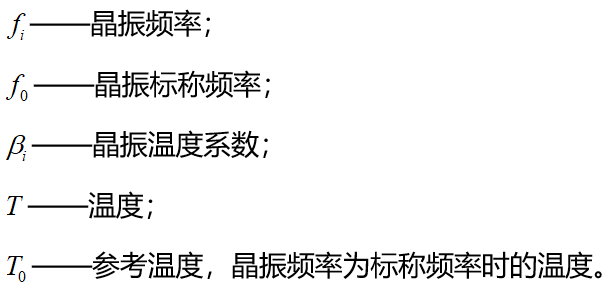 fᵢ——晶振频率；
f₀——晶振标称频率；
βᵢ——晶振温度系数；
T——温度；
T₀——参考温度，晶振频率为标称频率时的温度。